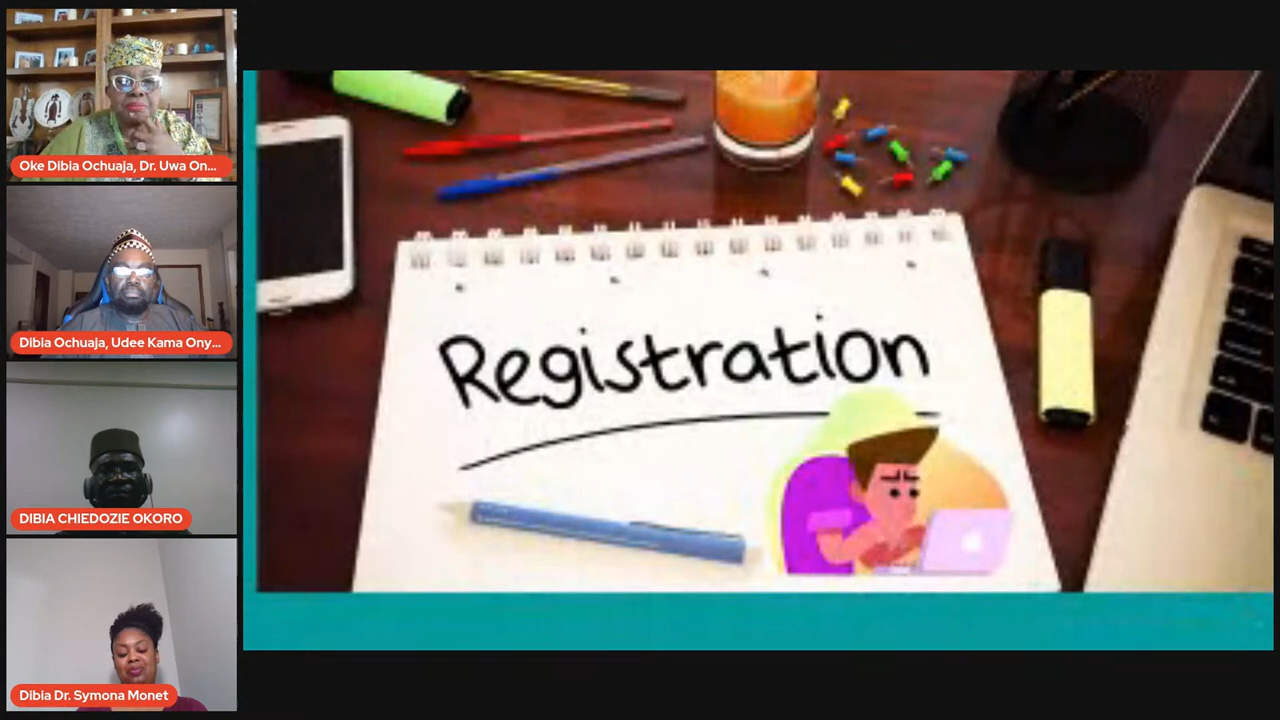 Oke Dibia Ochuaja, Dr. Uwa On...
Dibia Ochuaja, Udee Kama Ony...
DIBIA CHIEDOZIE OKORO
Dibia Dr. Symona Monet
Registration